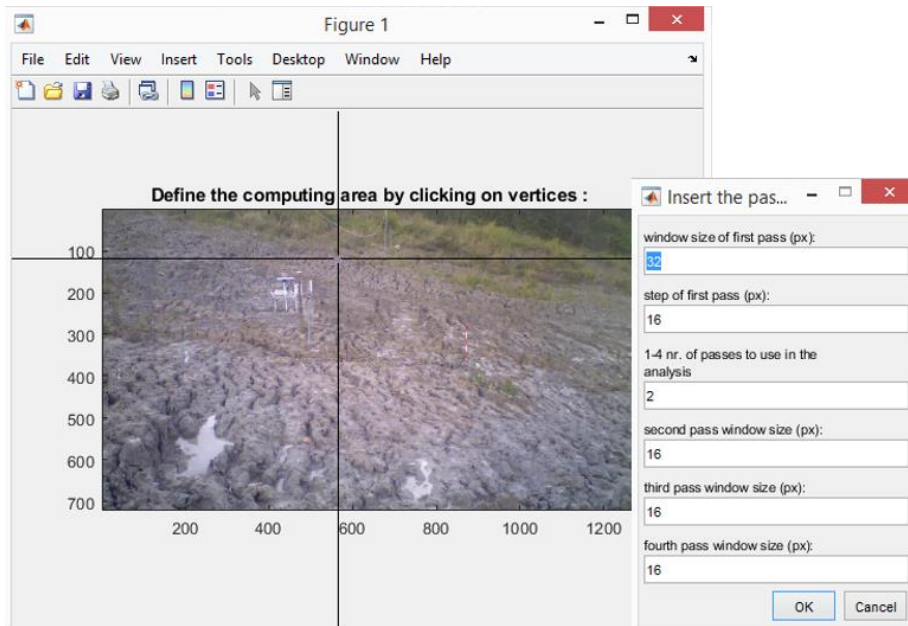 Figure 1
File Edit View Insert Tools Desktop Window Help
Define the computing area by clicking on vertices :
100
200
300
400
500
600
700
200 400 600 800 1000 1200
Insert the pas...
window size of first pass (px):
32
step of first pass (px):
16
1-4 nr. of passes to use in the
analysis
2
second pass window size (px):
16
third pass window size (px):
16
fourth pass window size (px):
16
OK Cancel